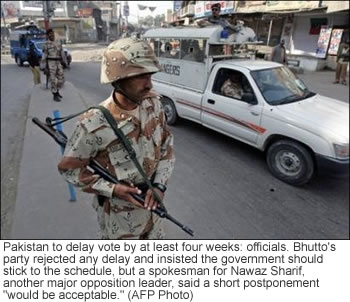 RANGERS
Pakistan to delay vote by at least four weeks: officials. Bhutto's
party rejected any delay and insisted the government should
stick to the schedule, but a spokesman for Nawaz Sharif,
another major opposition leader, said a short postponement
"would be acceptable." (AFP Photo)